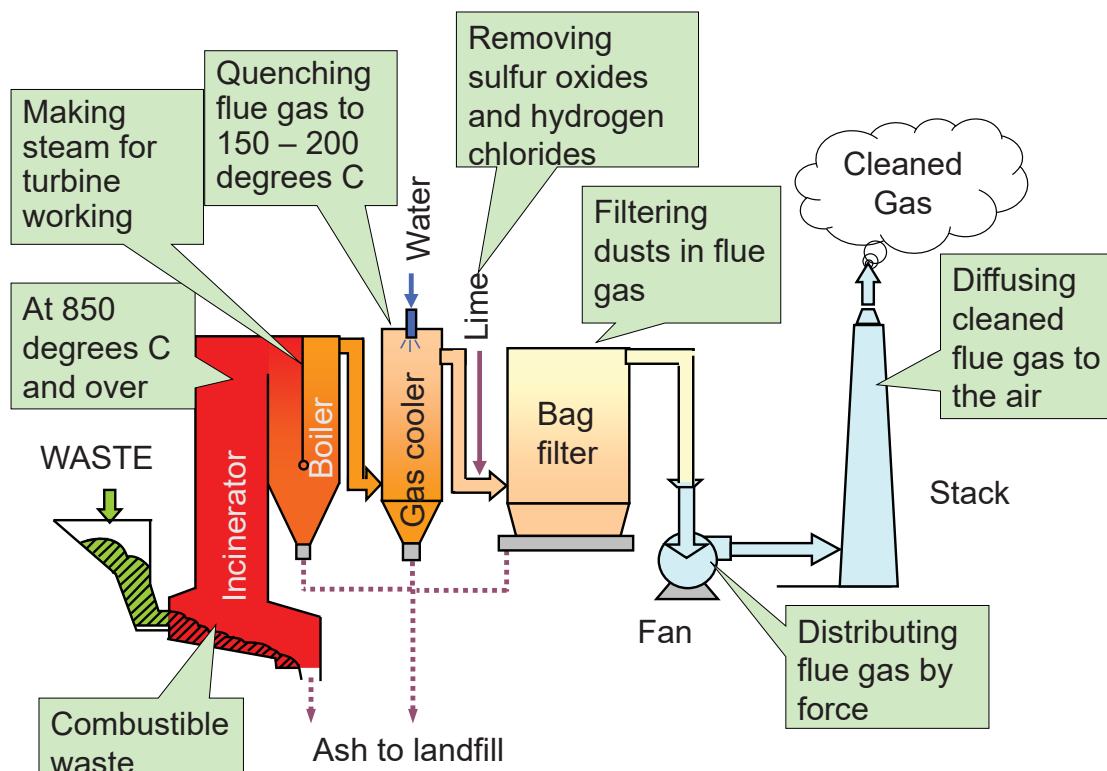 Removing
sulfur oxides
and hydrogen
chlorides
Quenching
flue gas to
150 – 200
degrees C
Making
steam for
turbine
working
Water
Cleaned
Gas
Filtering
dusts in flue
gas
At 850
degrees C
and over
Lime
Diffusing
cleaned
flue gas to
the air
WASTE
Incinerator
Boiler
Gas cooler
Bag
filter
Stack
Fan
Distributing
flue gas by
force
Combustible
waste
Ash to landfill